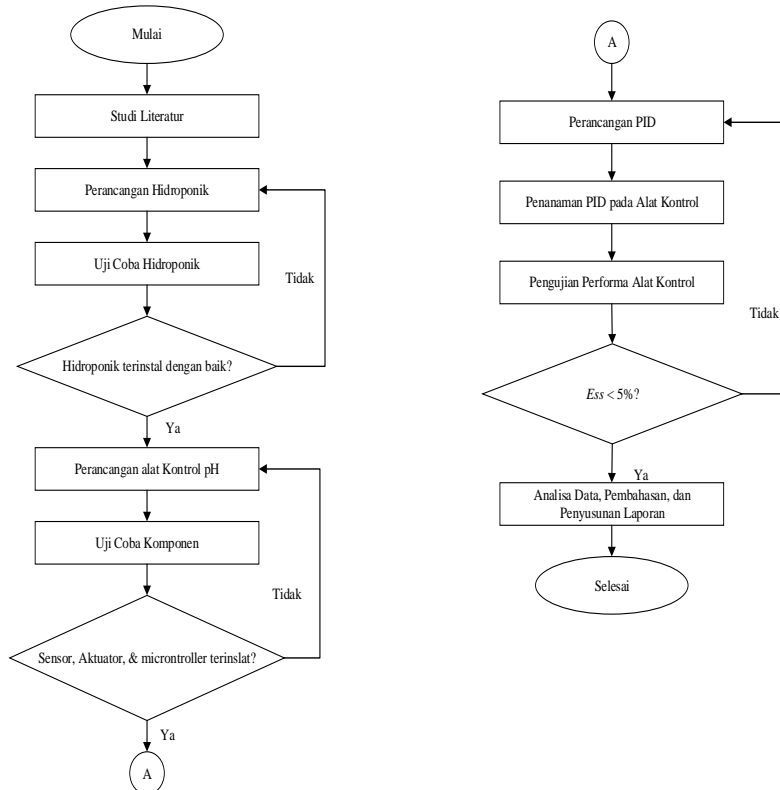 Mulai
Studi Literatur
Perancangan Hidroponik
Uji Coba Hidroponik
Tidak
Hidroponik terinstal dengan baik?
Ya
Perancangan alat Kontrol pH
Uji Coba Komponen
Tidak
Sensor, Aktuator, & microntroller terinslat?
Ya
A
A
Perancangan PID
Penanaman PID pada Alat Kontrol
Pengujian Performa Alat Kontrol
Tidak
Ess < 5%?
Ya
Analisa Data, Pembahasan, dan
Penyusunan Laporan
Selesai